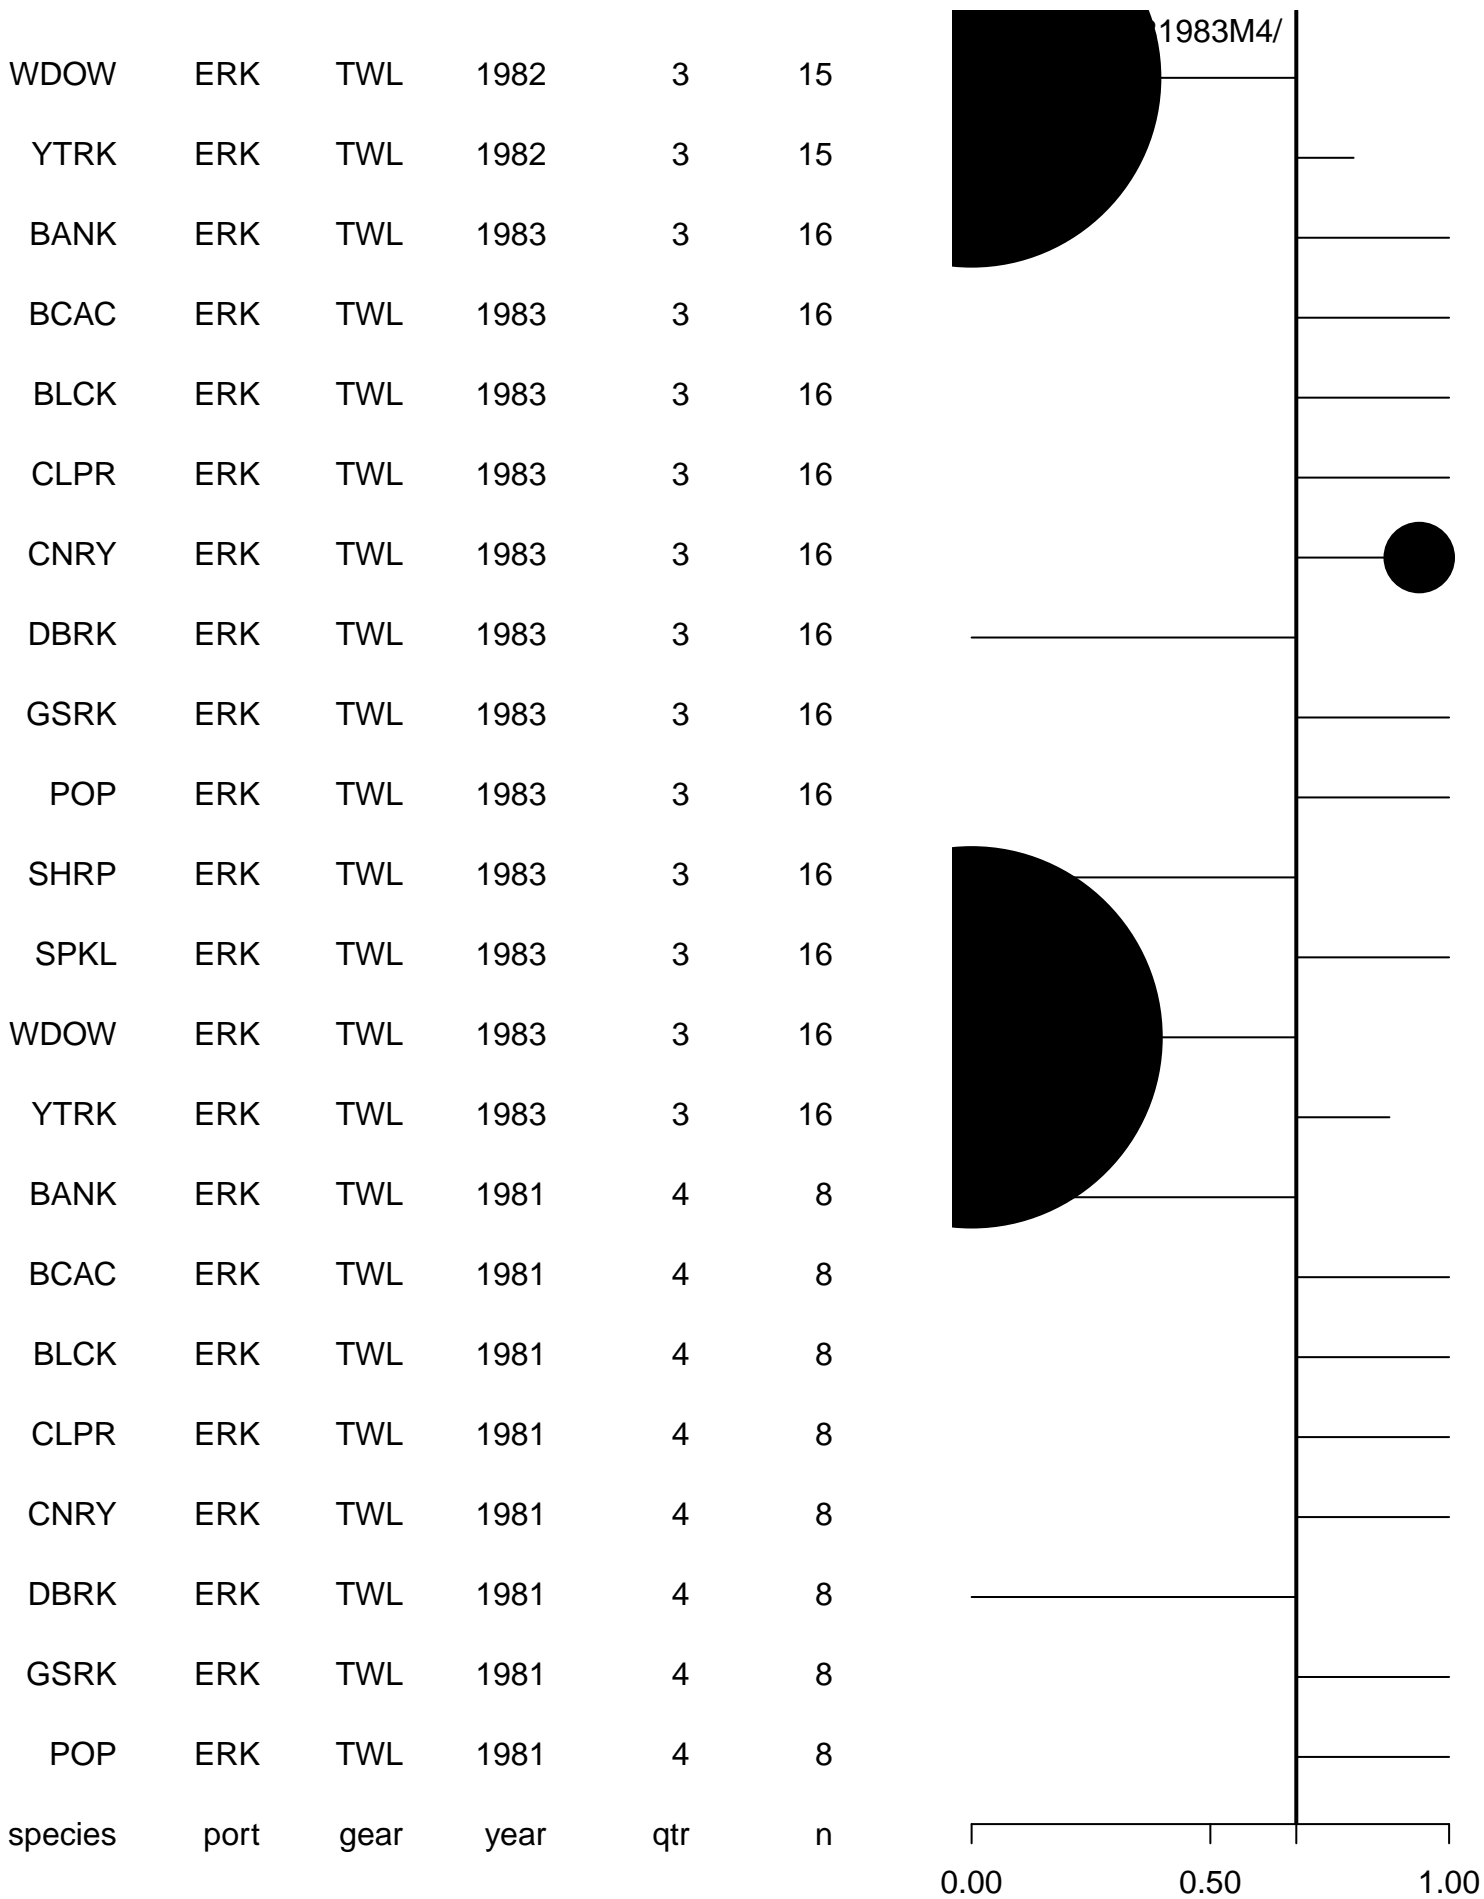 1983M4/
WDOW ERK TWL 1982 3 15
YTRK ERK TWL 1982 3 15
BANK ERK TWL 1983 3 16
BCAC ERK TWL 1983 3 16
BLCK ERK TWL 1983 3 16
CLPR ERK TWL 1983 3 16
CNRY ERK TWL 1983 3 16
DBRK ERK TWL 1983 3 16
GSRK ERK TWL 1983 3 16
POP ERK TWL 1983 3 16
SHRP ERK TWL 1983 3 16
SPKL ERK TWL 1983 3 16
WDOW ERK TWL 1983 3 16
YTRK ERK TWL 1983 3 16
BANK ERK TWL 1981 4 8
BCAC ERK TWL 1981 4 8
BLCK ERK TWL 1981 4 8
CLPR ERK TWL 1981 4 8
CNRY ERK TWL 1981 4 8
DBRK ERK TWL 1981 4 8
GSRK ERK TWL 1981 4 8
POP ERK TWL 1981 4 8
species port gear year qtr n
0.00 0.50 1.00